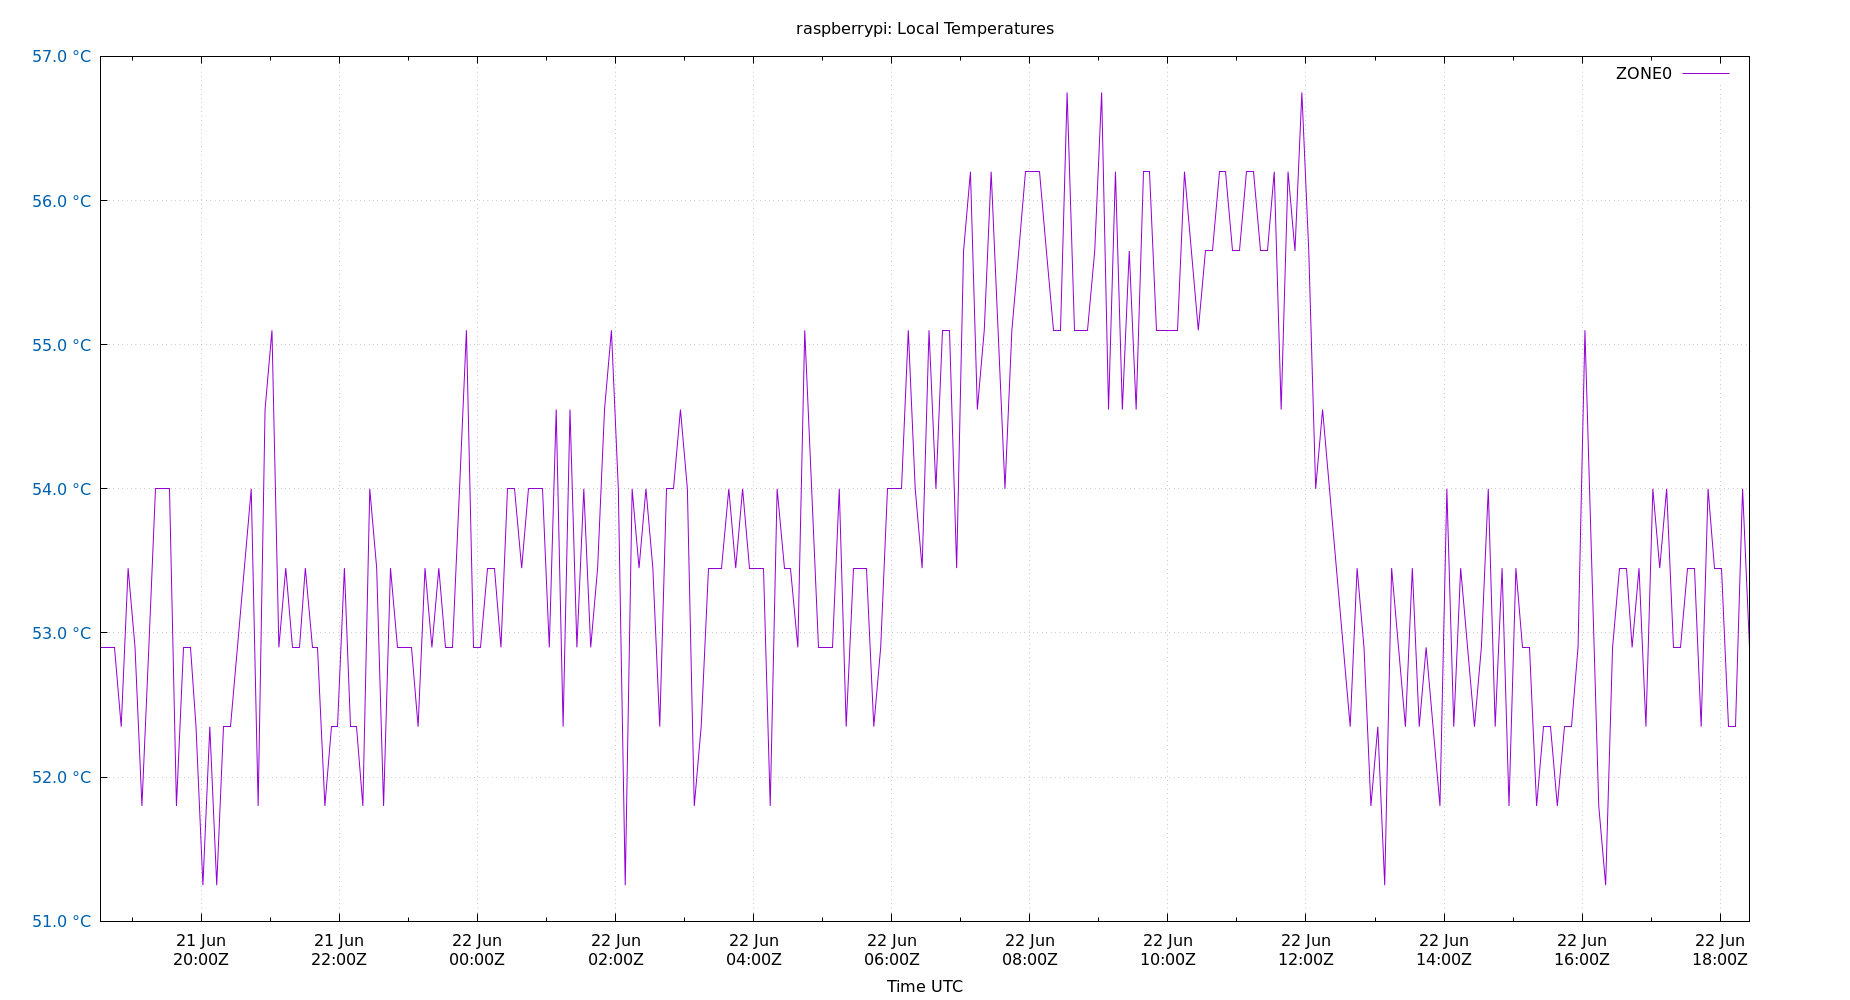 raspberrypi: Local Temperatures
57.0 °C
ZONE0
56.0 °C
55.0 °C
54.0 °C
53.0 °C
52.0 °C
51.0 °C
21 Jun 21 Jun 22 Jun 22 Jun 22 Jun 22 Jun 22 Jun 22 Jun 22 Jun 22 Jun 22 Jun 22 Jun
20:00Z 22:00Z 00:00Z 02:00Z 04:00Z 06:00Z 08:00Z 10:00Z 12:00Z 14:00Z 16:00Z 18:00Z
Time UTC